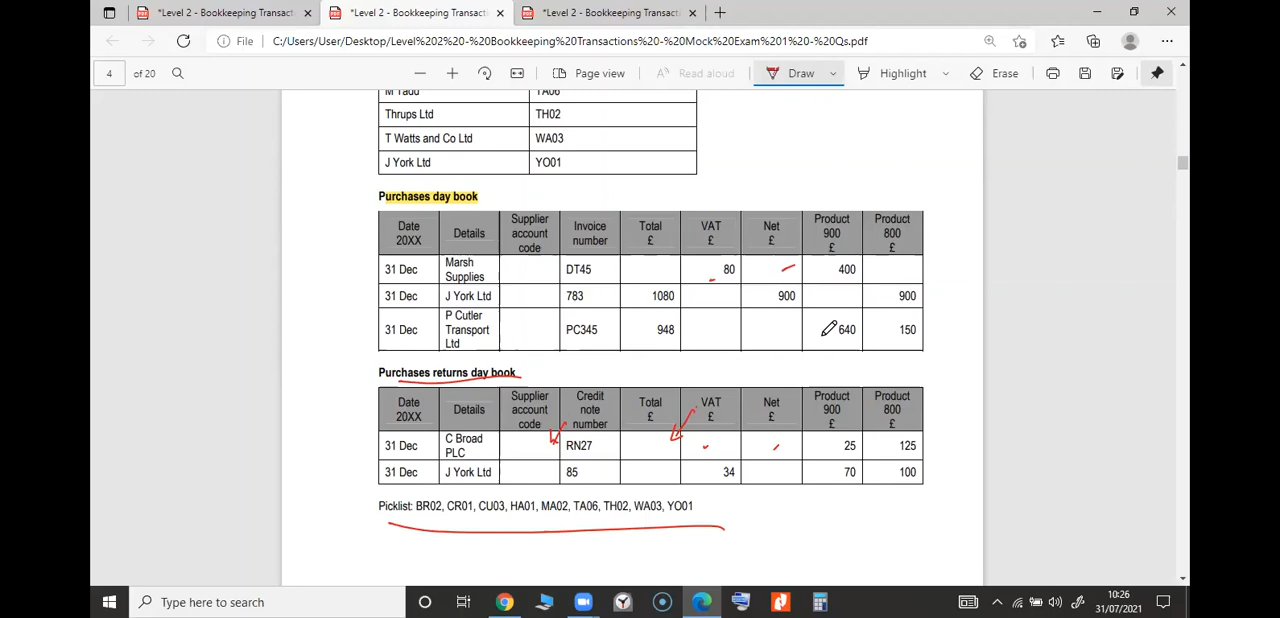 *Level 2 - Bookkeeping Transacti
*Level 2 - Bookkeeping Transacti
*Level 2 - Bookkeeping Transacti
File
C:/Users/User/Desktop/Level%202%20-%20Bookkeeping%20Transactions%20-%20Mock%20Exam%201%20-%20Qs.pdf
4 of 20
Page view
Read aloud
Draw
Highlight
Erase
M Tadd TA06
Thrups Ltd TH02
T Watts and Co Ltd WA03
J York Ltd YO01
Purchases day book
Date 20XX Details Supplier account code Invoice number Total £ VAT £ Net £ Product 900 £ Product 800 £
31 Dec Marsh Supplies DT45 80 400
31 Dec J York Ltd 783 1080 900 900
31 Dec P Cutler Transport Ltd PC345 948 640 150
Purchases returns day book
Date 20XX Details Supplier account code Credit note number Total £ VAT £ Net £ Product 900 £ Product 800 £
31 Dec C Broad PLC RN27 25 125
31 Dec J York Ltd 85 34 70 100
Picklist: BR02, CR01, CU03, HA01, MA02, TA06, TH02, WA03, YO01
Type here to search
10:26
31/07/2021